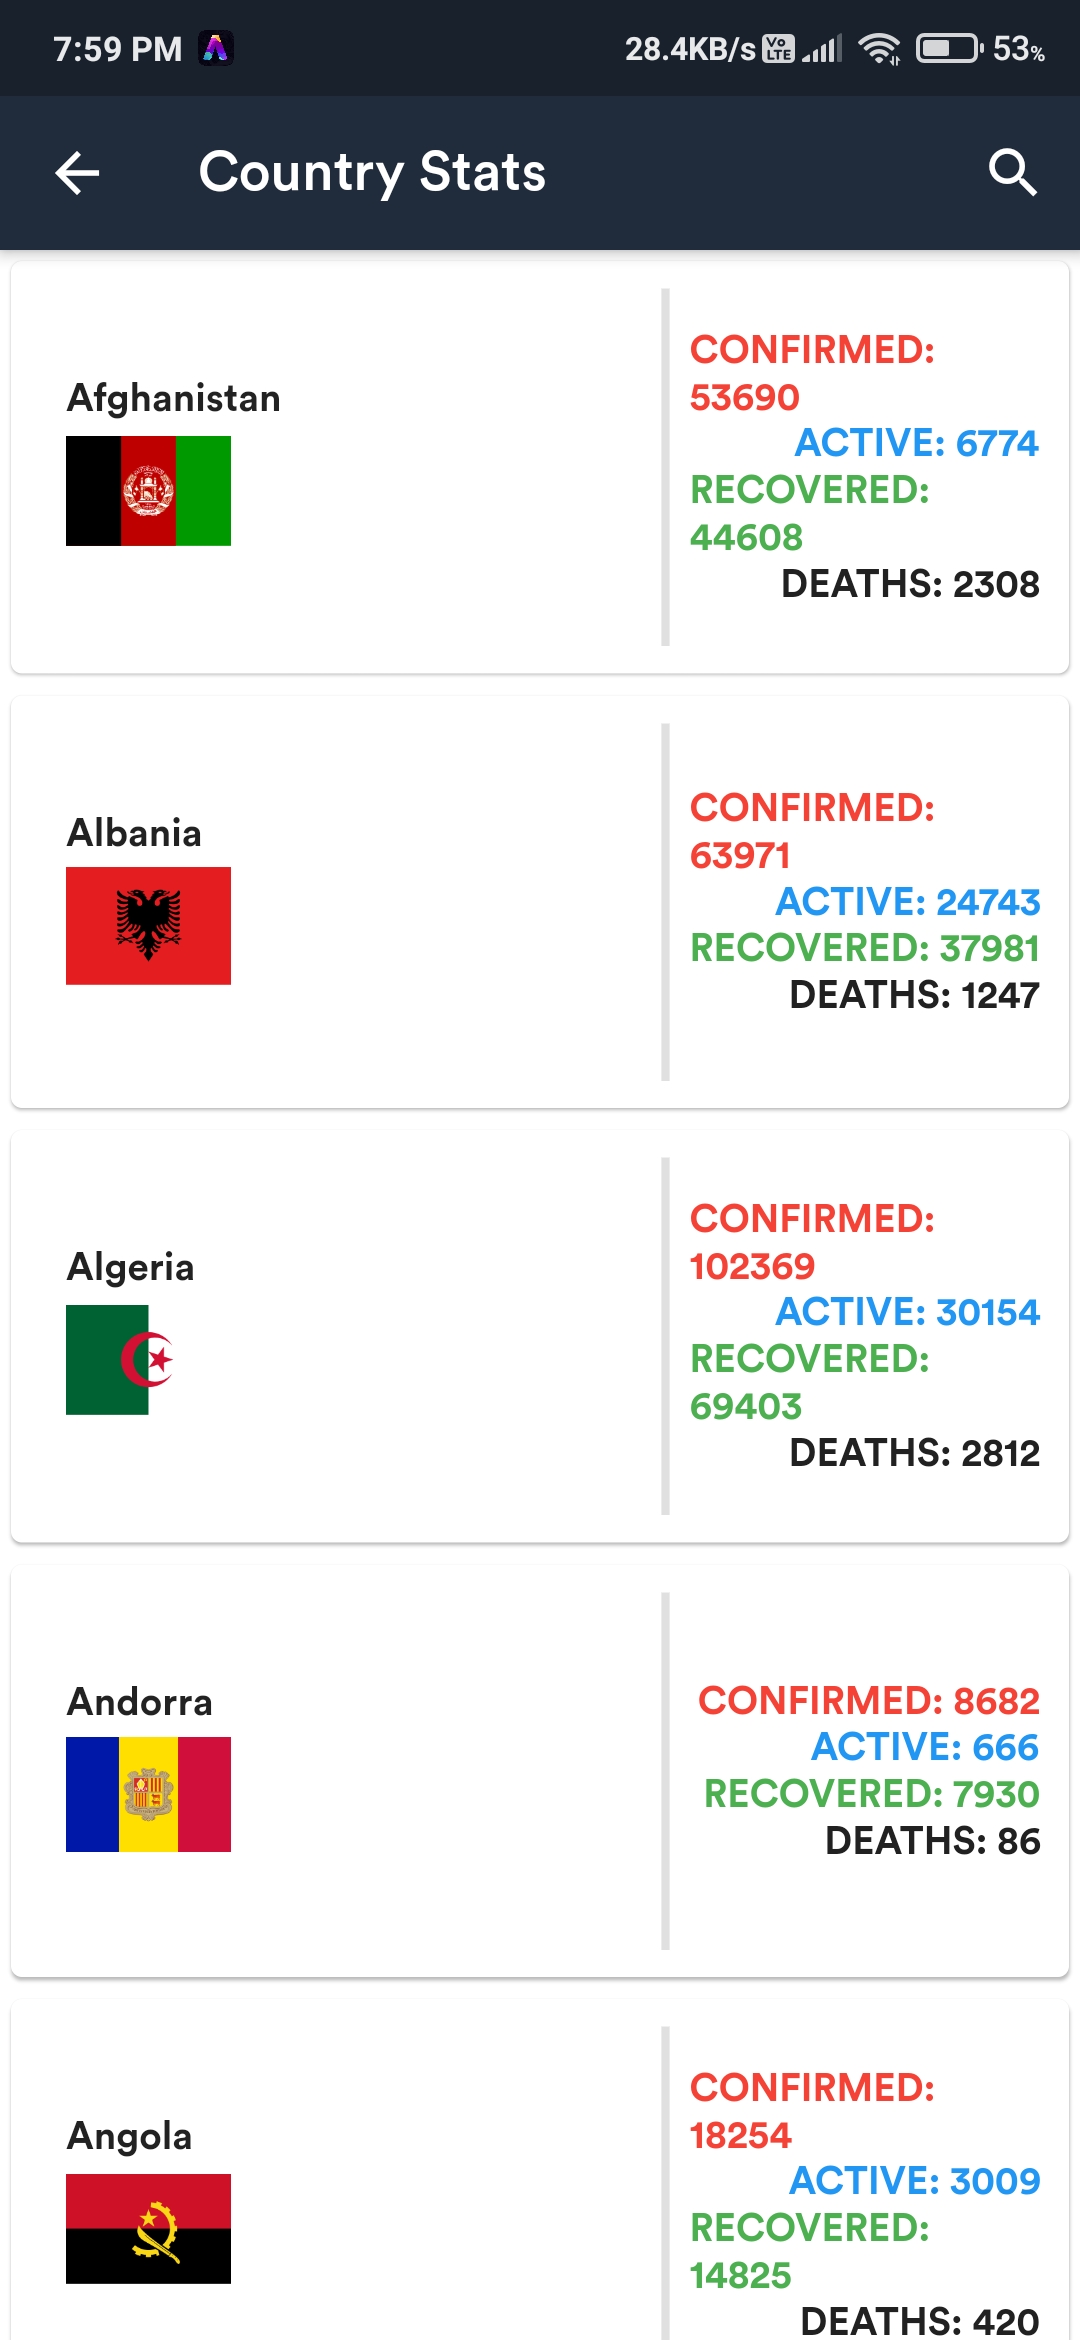 7:59 PM
28.4KB/s Vo LTE 53%
Country Stats
Afghanistan
CONFIRMED:
53690
ACTIVE: 6774
RECOVERED:
44608
DEATHS: 2308
Albania
CONFIRMED:
63971
ACTIVE: 24743
RECOVERED: 37981
DEATHS: 1247
Algeria
CONFIRMED:
102369
ACTIVE: 30154
RECOVERED:
69403
DEATHS: 2812
Andorra
CONFIRMED: 8682
ACTIVE: 666
RECOVERED: 7930
DEATHS: 86
Angola
CONFIRMED:
18254
ACTIVE: 3009
RECOVERED:
14825
DEATHS: 420